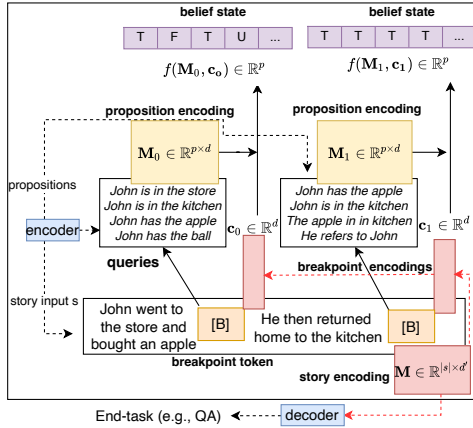 belief state
belief state
T F T U ...
T T T T ...
f(M₀, c₀) ∈ ℝᵖ
f(M₁, c₁) ∈ ℝᵖ
proposition encoding
proposition encoding
M₀ ∈ ℝᵖˣᵈ
M₁ ∈ ℝᵖˣᵈ
propositions
John is in the store
John is in the kitchen
John has the apple
John has the ball
John has the apple
John is in the kitchen
The apple in in kitchen
He refers to John
c₀ ∈ ℝᵈ
c₁ ∈ ℝᵈ
encoder
queries
breakpoint encodings
story input s
John went to
the store and
bought an apple
[B]
He then returned
home to the kitchen
[B]
breakpoint token
M ∈ ℝ^{|s|×d′}
story encoding
End-task (e.g., QA)
decoder